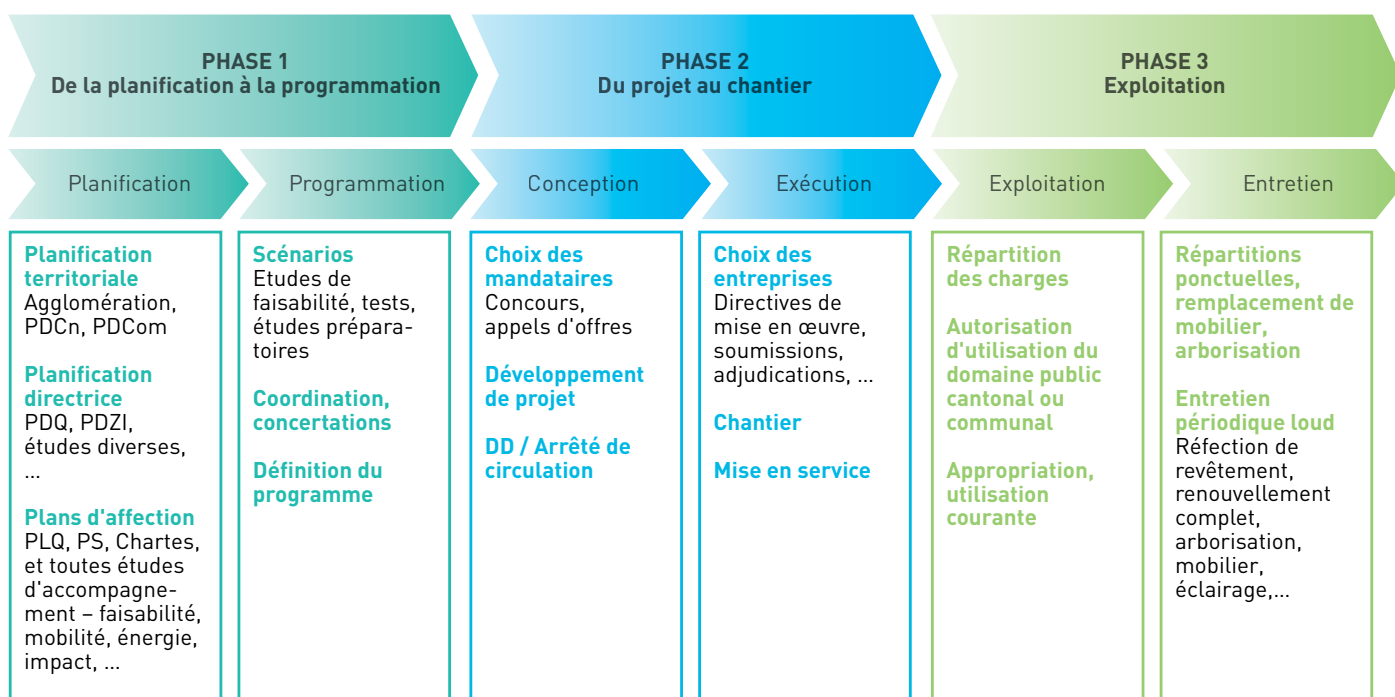 PHASE 1
De la planification à la programmation
PHASE 2
Du projet au chantier
PHASE 3
Exploitation
Planification
Programmation
Conception
Exécution
Exploitation
Entretien
Planification
territoriale
Agglomération,
PDCn, PDCom
Planification
directrice
PDQ, PDZI,
études diverses,
...
Plans d'affection
PLQ, PS, Chartes,
et toutes études
d'accompagne-
ment – faisabilité,
mobilité, énergie,
impact, ...
Scénarios
Etudes de
faisabilité, tests,
études prépara-
toires
Coordination,
concertations
Définition du
programme
Choix des
mandataires
Concours,
appels d'offres
Développement
de projet
DD / Arrêté de
circulation
Choix des
entreprises
Directives de
mise en œuvre,
soumissions,
adjudications, ...
Chantier
Mise en service
Répartition
des charges
Autorisation
d'utilisation du
domaine public
cantonal ou
communal
Appropriation,
utilisation
courante
Répartitions
ponctuelles,
remplacement de
mobilier,
arborisation
Entretien
périodique loud
Réfection de
revêtement,
renouvellement
complet,
arborisation,
mobilier,
éclairage,...